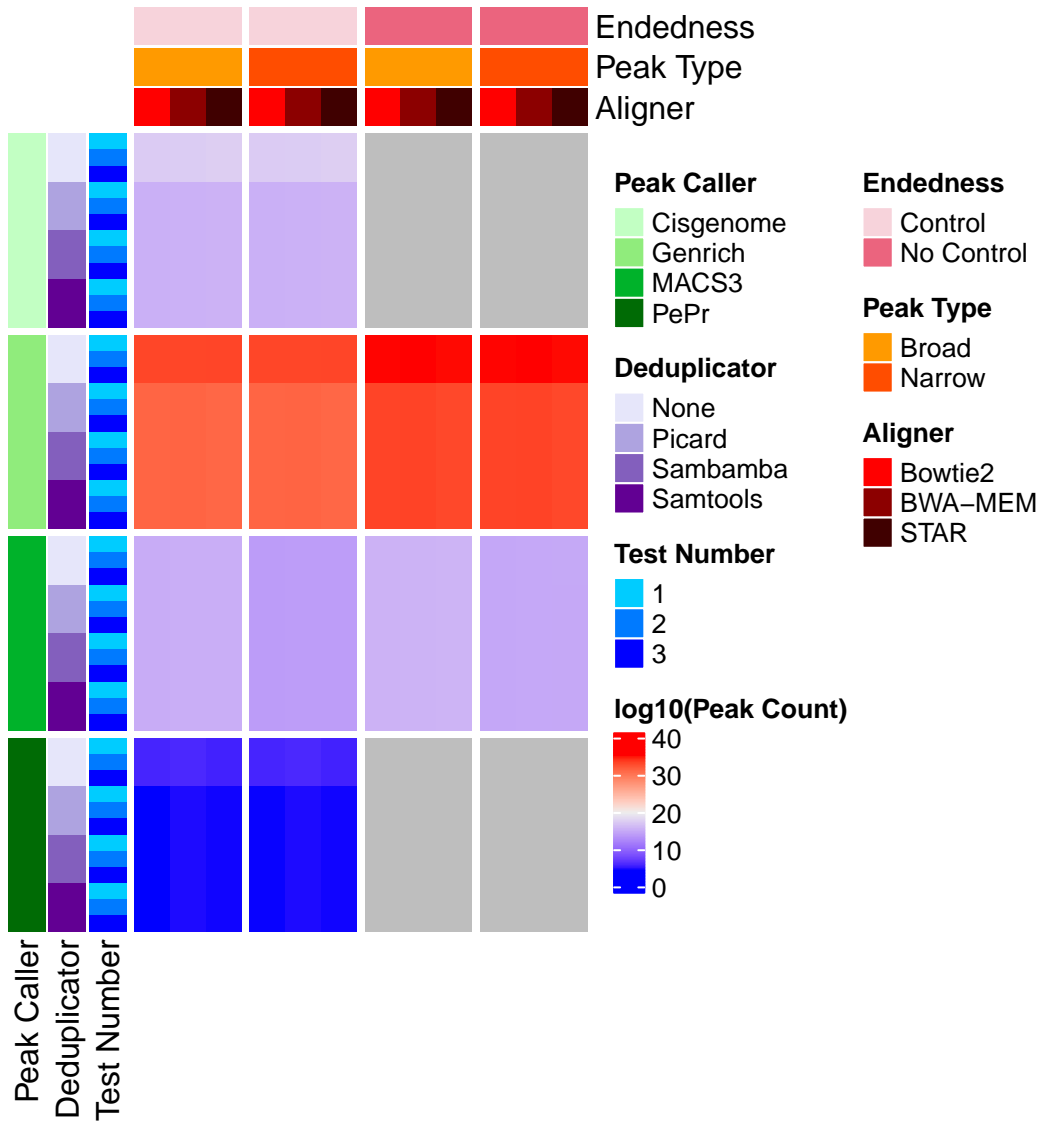 Endedness
Peak Type
Aligner
Peak Caller
Cisgenome
Genrich
MACS3
PePr
Deduplicator
None
Picard
Sambamba
Samtools
Test Number
1
2
3
log10(Peak Count)
40
30
20
10
0
Endedness
Control
No Control
Peak Type
Broad
Narrow
Aligner
Bowtie2
BWA−MEM
STAR
Peak Caller
Deduplicator
Test Number